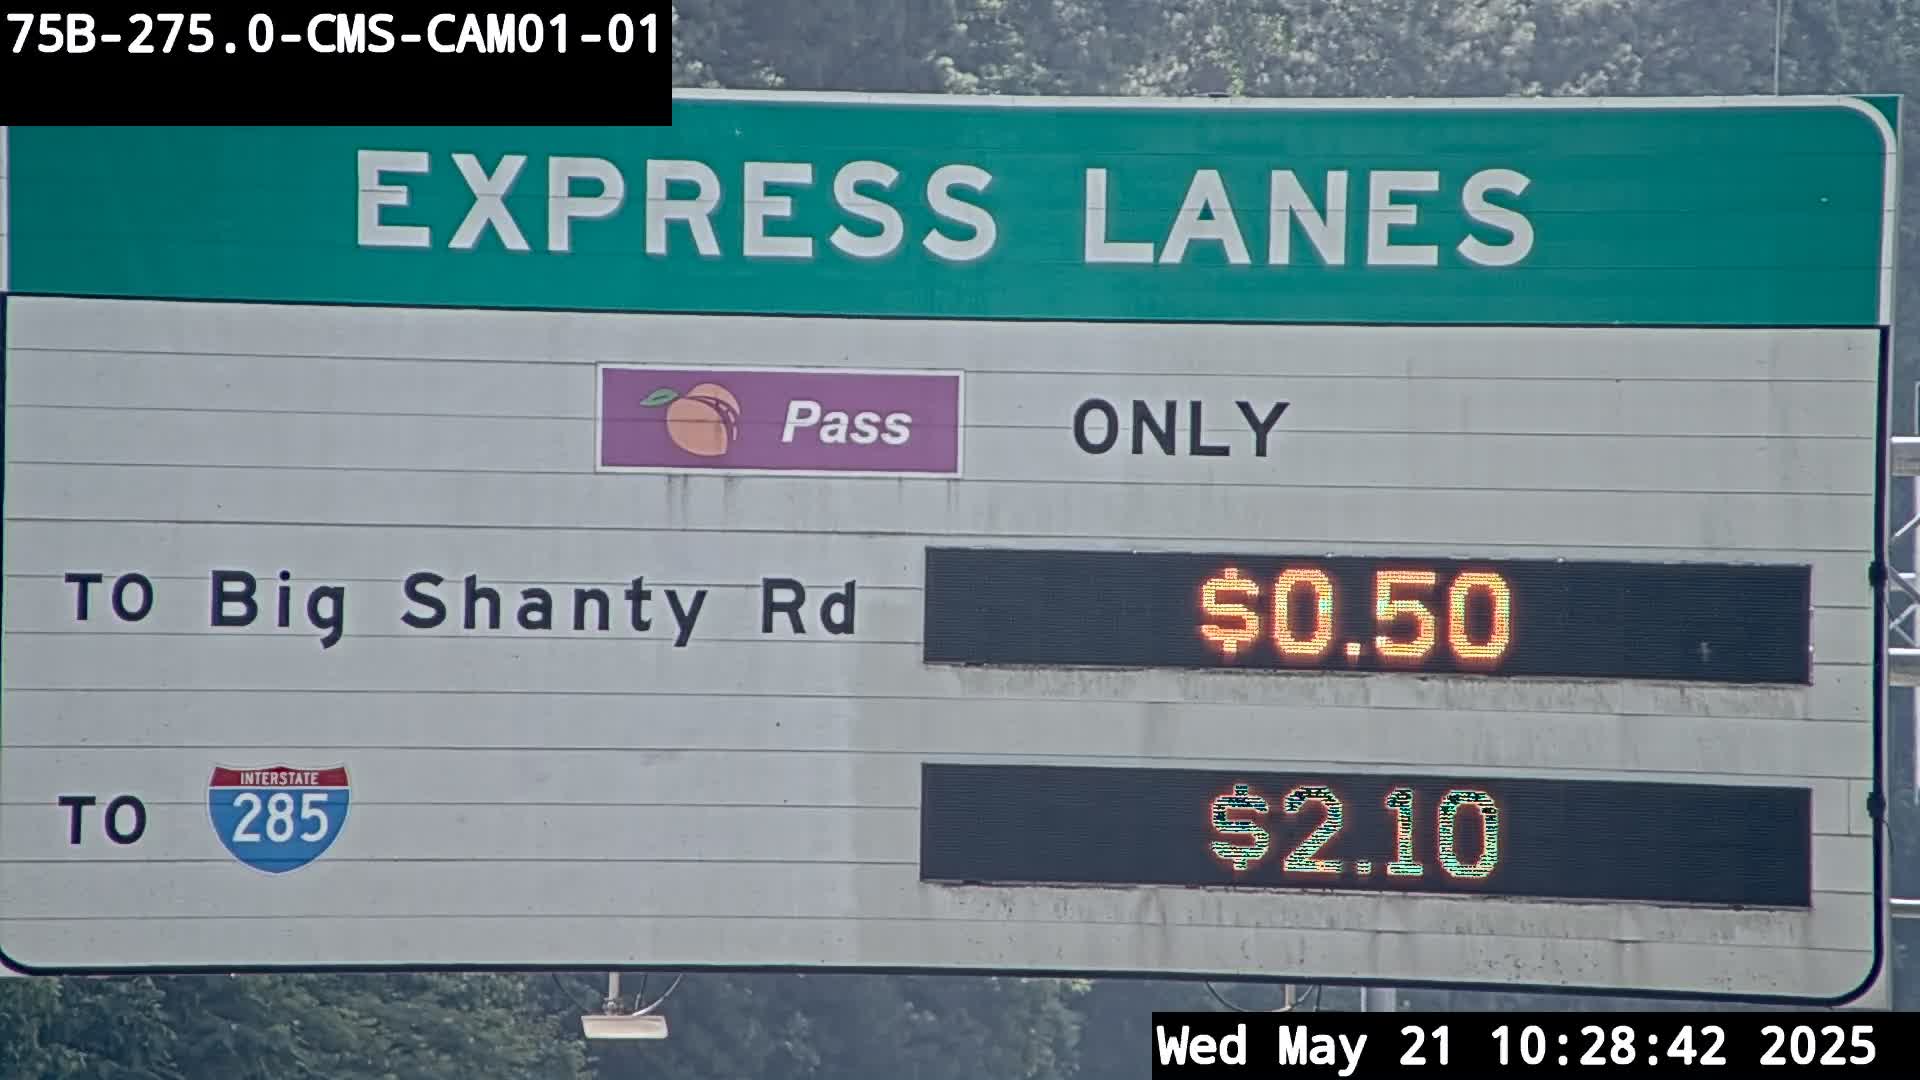 75B-275.0-CMS-CAM01-01
EXPRESS LANES
Pass ONLY
TO Big Shanty Rd $0.50
INTERSTATE
TO 285 $2.10
Wed May 21 10:28:42 2025